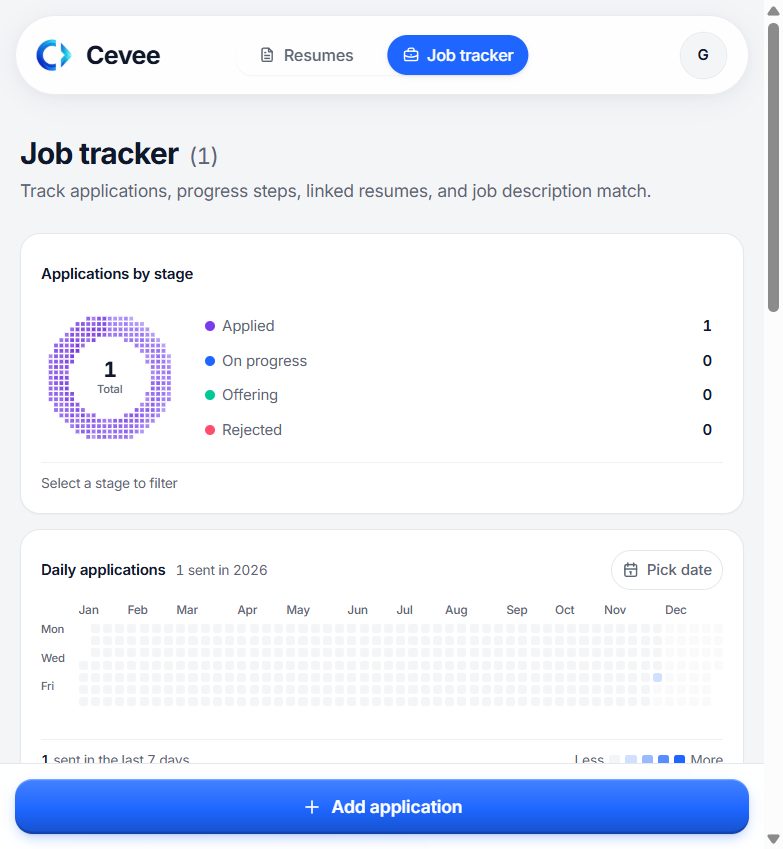 Cevee
Resumes
Job tracker
G
Job tracker (1)
Track applications, progress steps, linked resumes, and job description match.
Applications by stage
1
Total
Applied 1
On progress 0
Offering 0
Rejected 0
Select a stage to filter
Daily applications 1 sent in 2026
Pick date
Jan Feb Mar Apr May Jun Jul Aug Sep Oct Nov Dec
Mon
Wed
Fri
1 sent in the last 7 days
Less More
Add application